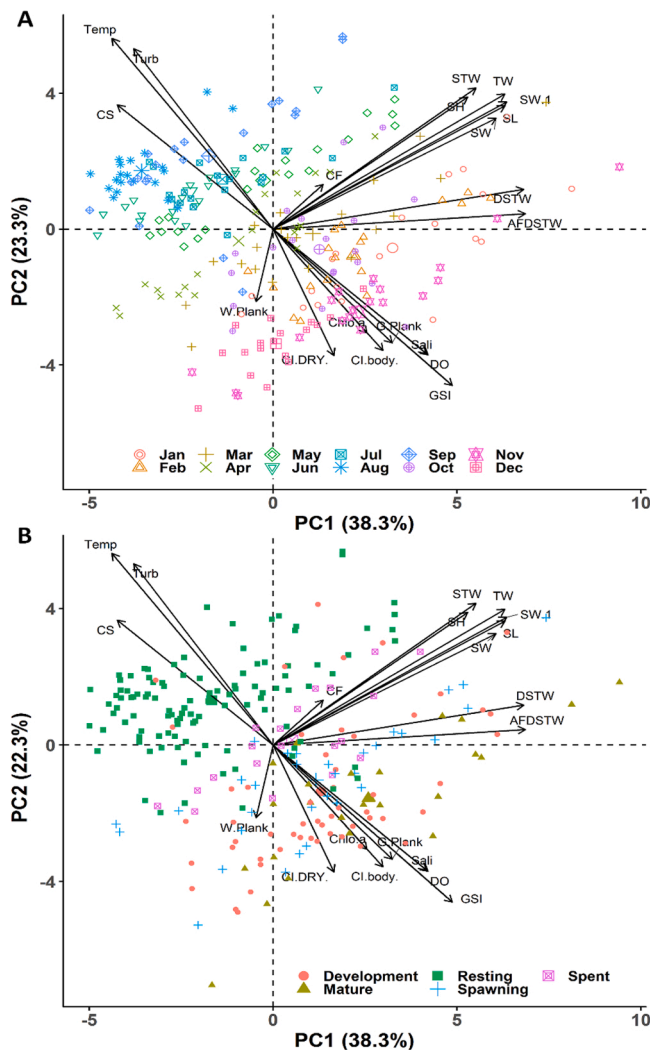 A
Temp
Turb
CS
STW
TW
SH
SW.1
SL
SW
CF
DSTW
AFDSTW
W.Plank
Chlo.a
G.Plank
Sali
CI.DRY.
CI.body.
DO
GSI
4
0
-4
PC2 (23.3%)
Jan Mar May Jul Sep Nov
Feb Apr Jun Aug Oct Dec
-5 0 5 10
PC1 (38.3%)
B
Temp
Turb
CS
STW
TW
SH
SW.1
SL
SW
CF
DSTW
AFDSTW
W.Plank
Chlo.a
G.Plank
Sali
CI.DRY.
CI.body.
DO
GSI
4
0
-4
PC2 (22.3%)
Development Resting Spent
Mature Spawning
-5 0 5 10
PC1 (38.3%)